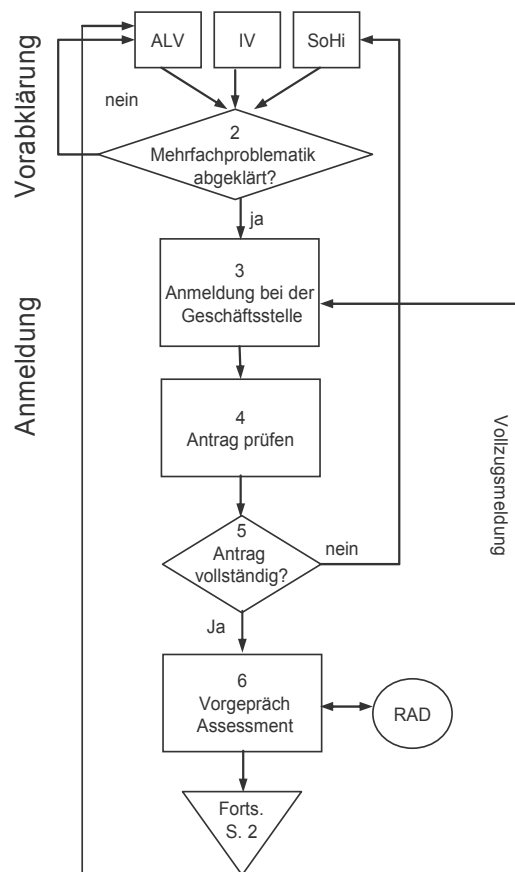 Vorabklärung
ALV
IV
SoHi
nein
2
Mehrfachproblematik
abgeklärt?
ja
Anmeldung
3
Anmeldung bei der
Geschäftsstelle
4
Antrag prüfen
Vollzugsmeldung
5
Antrag
vollständig?
nein
Ja
6
Vorgepräch
Assessment
RAD
Forts.
S. 2